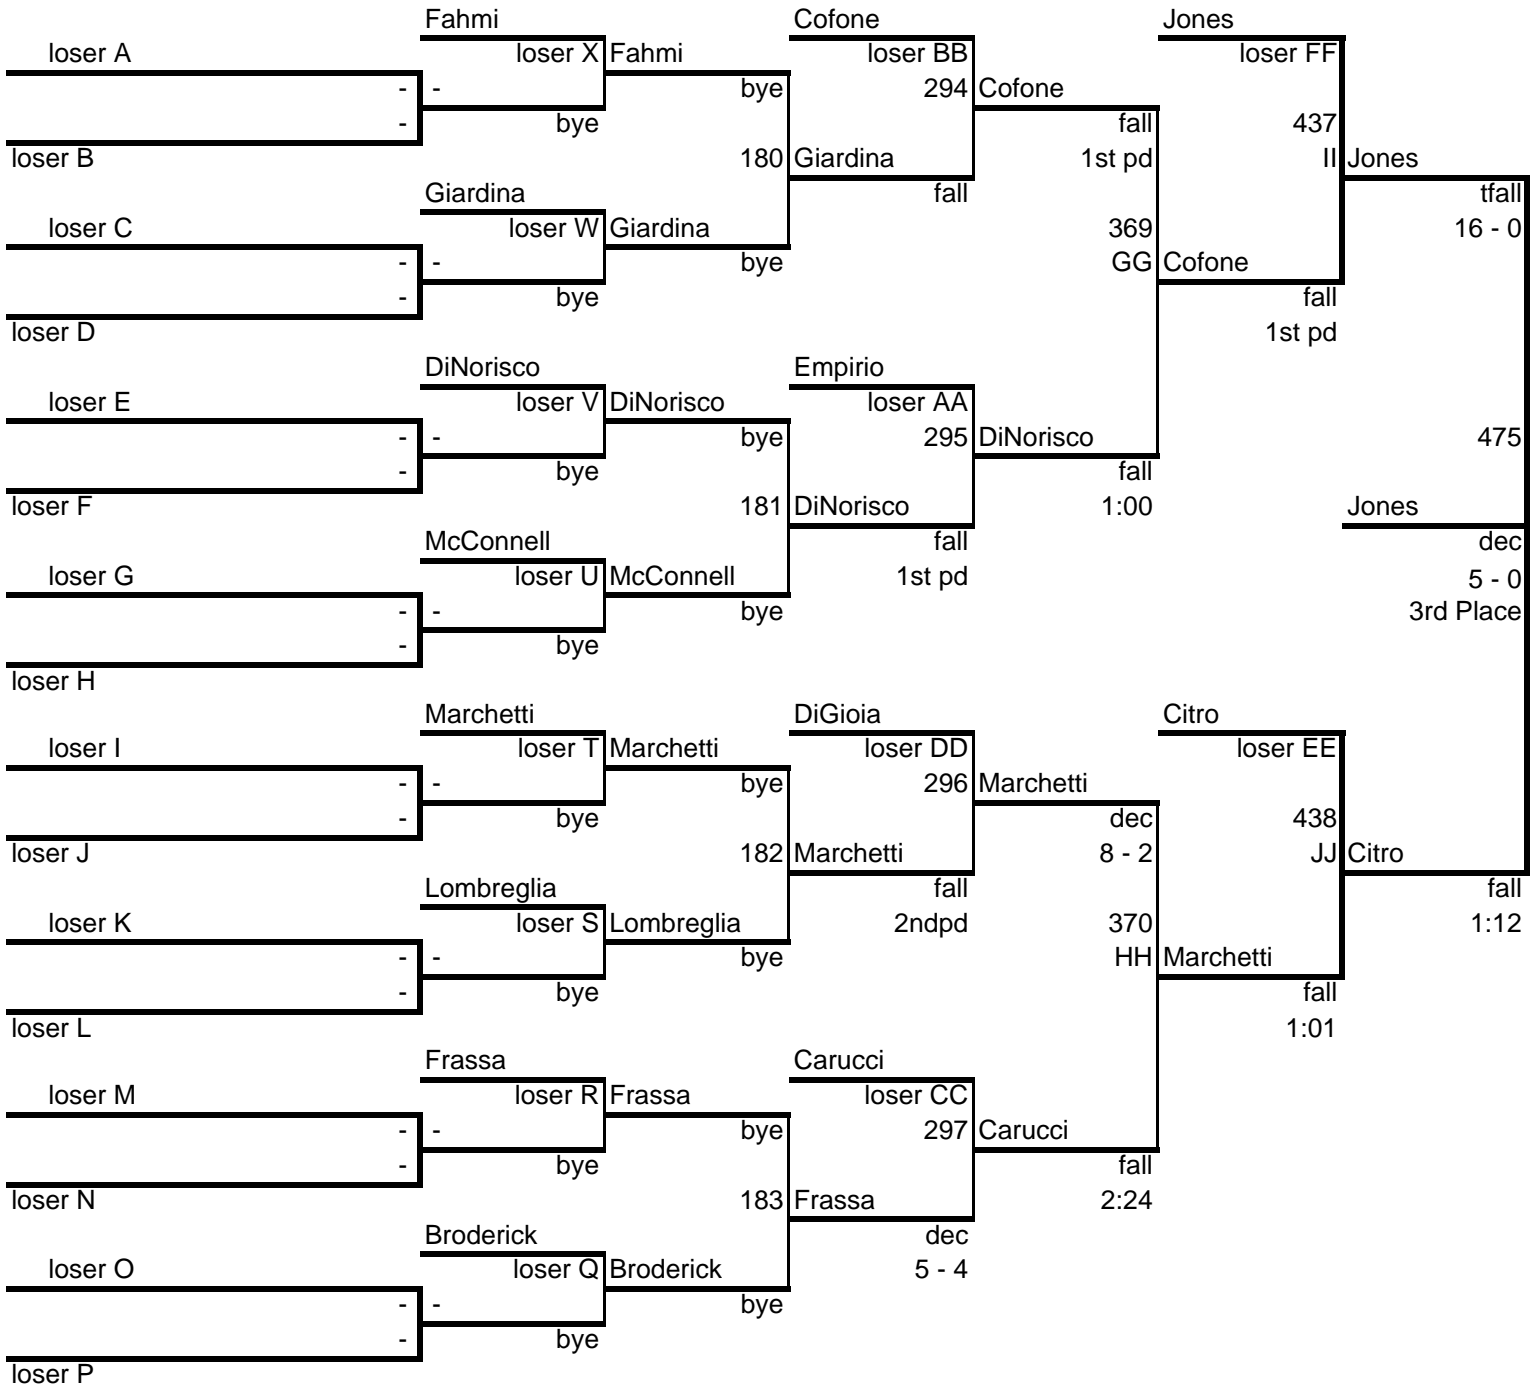 Fahmi Cofone Jones
loser A loser X Fahmi loser BB loser FF
- - bye 294 Cofone
- bye fall 437
loser B 180 Giardina 1st pd II Jones
Giardina fall tfall
loser C loser W Giardina 369 16 - 0
- - bye GG Cofone
- bye fall
loser D 1st pd
DiNorisco Empirio
loser E loser V DiNorisco loser AA
- - bye 295 DiNorisco 475
- bye fall
loser F 181 DiNorisco 1:00 Jones
McConnell fall dec
loser G loser U McConnell 1st pd 5 - 0
- - bye 3rd Place
- bye
loser H
Marchetti DiGioia Citro
loser I loser T Marchetti loser DD loser EE
- - bye 296 Marchetti
- bye dec 438
loser J 182 Marchetti 8 - 2 JJ Citro
Lombreglia fall fall
loser K loser S Lombreglia 2ndpd 370 1:12
- - bye HH Marchetti
- bye fall
loser L 1:01
Frassa Carucci
loser M loser R Frassa loser CC
- - bye 297 Carucci
- bye fall
loser N 183 Frassa 2:24
Broderick dec
loser O loser Q Broderick 5 - 4
- - bye
- bye
loser P